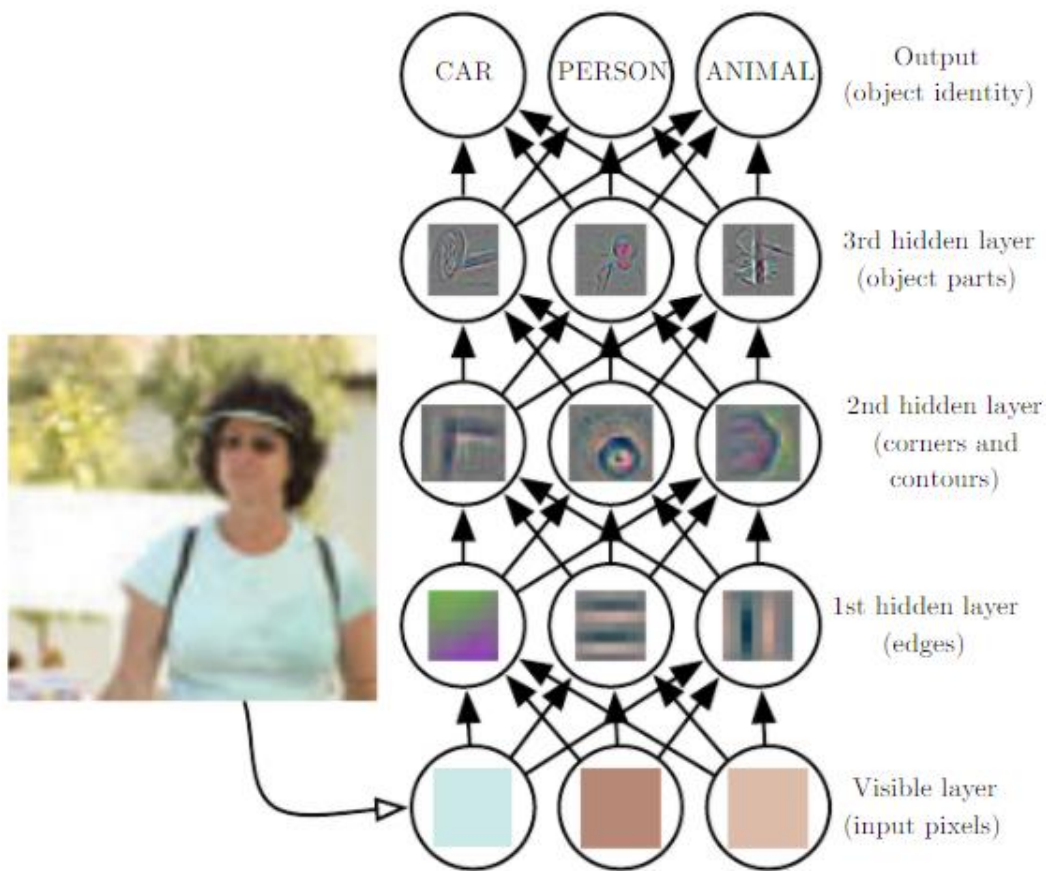 CAR PERSON ANIMAL
Output
(object identity)
3rd hidden layer
(object parts)
2nd hidden layer
(corners and
contours)
1st hidden layer
(edges)
Visible layer
(input pixels)